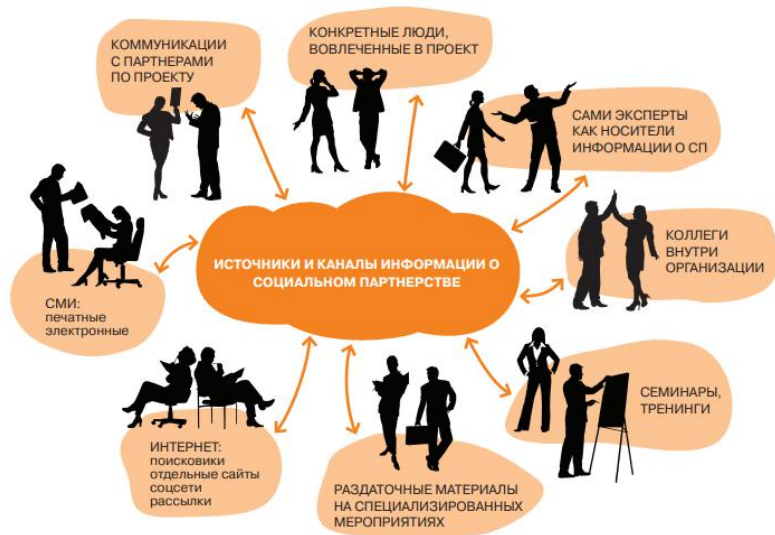 КОММУНИКАЦИИ
С ПАРТНЕРАМИ
ПО ПРОЕКТУ
КОНКРЕТНЫЕ ЛЮДИ,
ВОВЛЕЧЕННЫЕ В ПРОЕКТ
САМИ ЭКСПЕРТЫ
КАК НОСИТЕЛИ
ИНФОРМАЦИИ О СП
ИСТОЧНИКИ И КАНАЛЫ ИНФОРМАЦИИ О
СОЦИАЛЬНОМ ПАРТНЕРСТВЕ
КОЛЛЕГИ
ВНУТРИ
ОРГАНИЗАЦИИ
СМИ:
печатные
электронные
СЕМИНАРЫ,
ТРЕНИНГИ
ИНТЕРНЕТ:
поисковики
отдельные сайты
соцсети
рассылки
РАЗДАТОЧНЫЕ МАТЕРИАЛЫ
НА СПЕЦИАЛИЗИРОВАННЫХ
МЕРОПРИЯТИЯХ